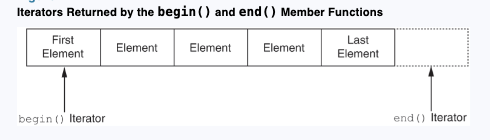 Iterators Returned by the begin() and end() Member Functions
First
Element
Element
Element
Element
Last
Element
begin() Iterator
end() Iterator